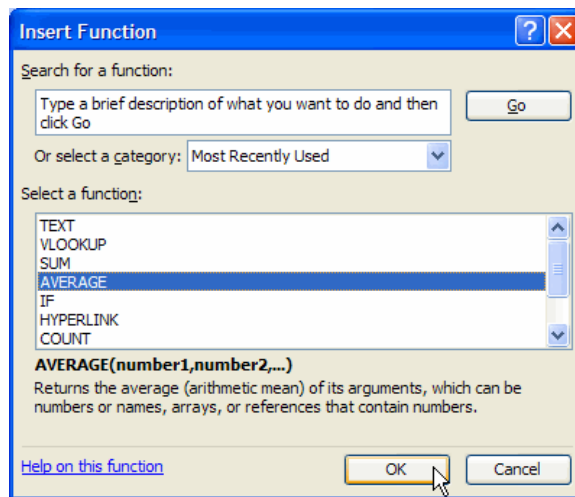 Insert Function
?
Search for a function:
Type a brief description of what you want to do and then
click Go
Go
Or select a category: Most Recently Used
Select a function:
TEXT
VLOOKUP
SUM
AVERAGE
IF
HYPERLINK
COUNT
AVERAGE(number1,number2,...)
Returns the average (arithmetic mean) of its arguments, which can be
numbers or names, arrays, or references that contain numbers.
Help on this function
OK
Cancel